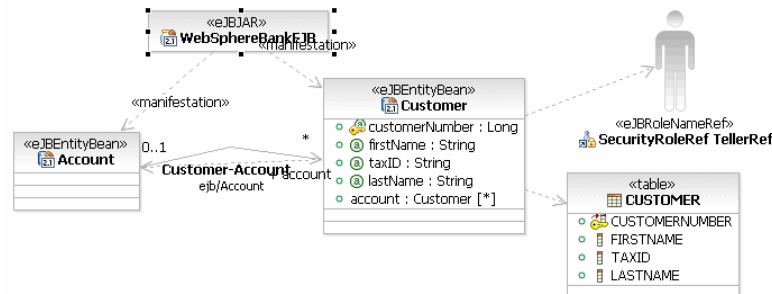 «eJBJAR»
WebSphereBankEJB
«manifestation»
«manifestation»
«eJBEntityBean»
Customer
customerNumber : Long
firstName : String
taxID : String
lastName : String
account : Customer [*]
«eJBEntityBean»
Account
0..1
*
Customer-Account
+ account
ejb/Account
«eJBRoleNameRef»
SecurityRoleRef TellerRef
«table»
CUSTOMER
CUSTOMERNUMBER
FIRSTNAME
TAXID
LASTNAME